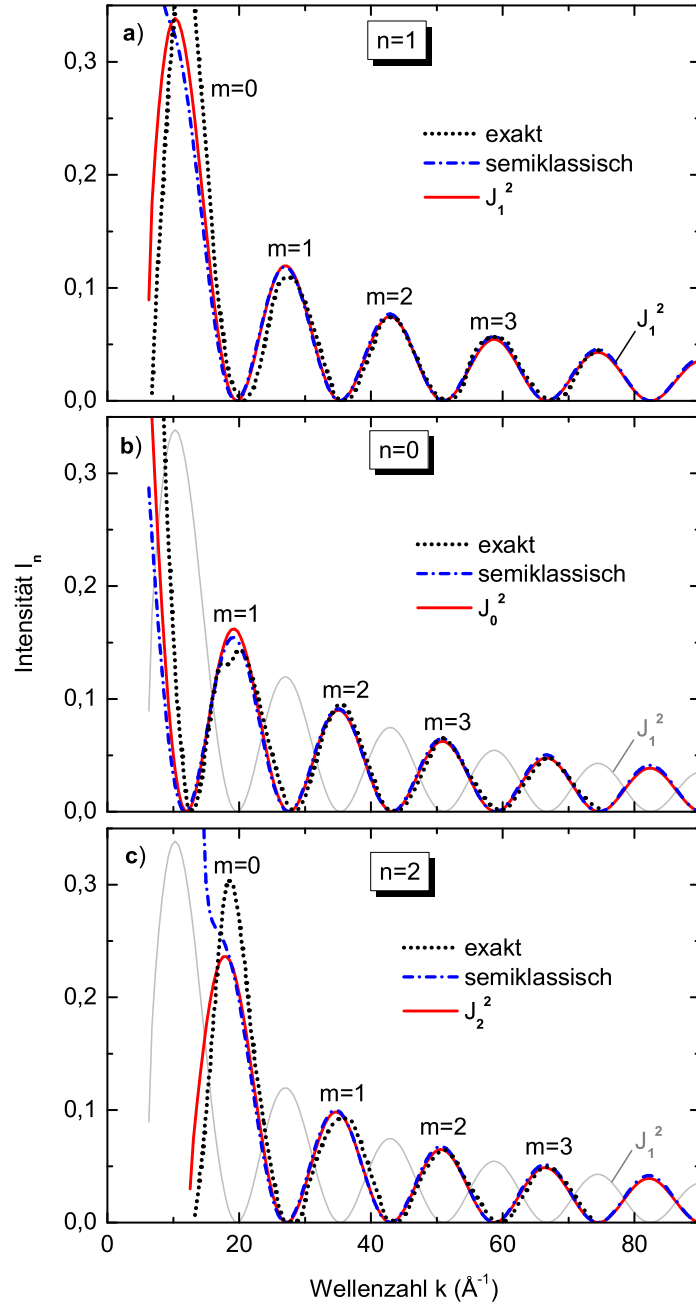 a)
n=1
0,3
0,2
0,1
0,0
m=0
m=1
m=2
m=3
exakt
semiklassisch
J₁²
J₁²
b)
n=0
0,3
0,2
0,1
0,0
m=1
m=2
m=3
exakt
semiklassisch
J₀²
J₁²
Intensität Iₙ
c)
n=2
0,3
0,2
0,1
0,0
m=0
m=1
m=2
m=3
exakt
semiklassisch
J₂²
J₁²
0 20 40 60 80
Wellenzahl k (Å⁻¹)